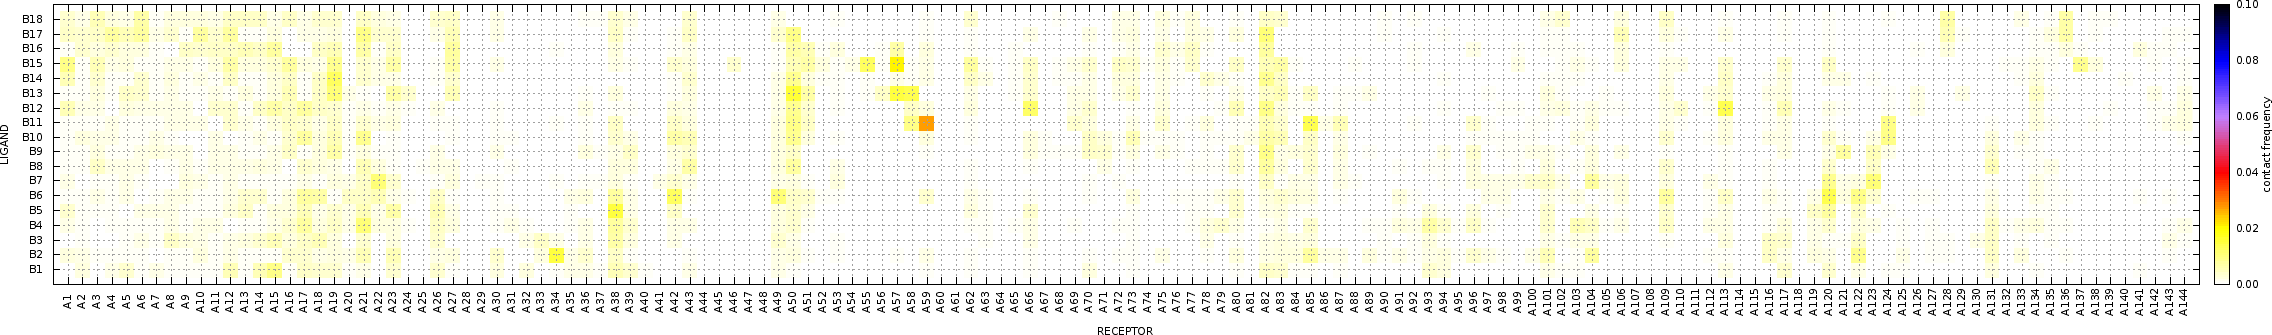 B18
B17
B16
B15
B14
B13
B12
B11
B10
B9
B8
B7
B6
B5
B4
B3
B2
B1
LIGAND
A1 A2 A3 A4 A5 A6 A7 A8 A9 A10 A11 A12 A13 A14 A15 A16 A17 A18 A19 A20 A21 A22 A23 A24 A25 A26 A27 A28 A29 A30 A31 A32 A33 A34 A35 A36 A37 A38 A39 A40 A41 A42 A43 A44 A45 A46 A47 A48 A49 A50 A51 A52 A53 A54 A55 A56 A57 A58 A59 A60 A61 A62 A63 A64 A65 A66 A67 A68 A69 A70 A71 A72 A73 A74 A75 A76 A77 A78 A79 A80 A81 A82 A83 A84 A85 A86 A87 A88 A89 A90 A91 A92 A93 A94 A95 A96 A97 A98 A99 A100 A101 A102 A103 A104 A105 A106 A107 A108 A109 A110 A111 A112 A113 A114 A115 A116 A117 A118 A119 A120 A121 A122 A123 A124 A125 A126 A127 A128 A129 A130 A131 A132 A133 A134 A135 A136 A137 A138 A139 A140 A141 A142 A143 A144
RECEPTOR
0.10
0.08
0.06
0.04
0.02
0.00
contact frequency